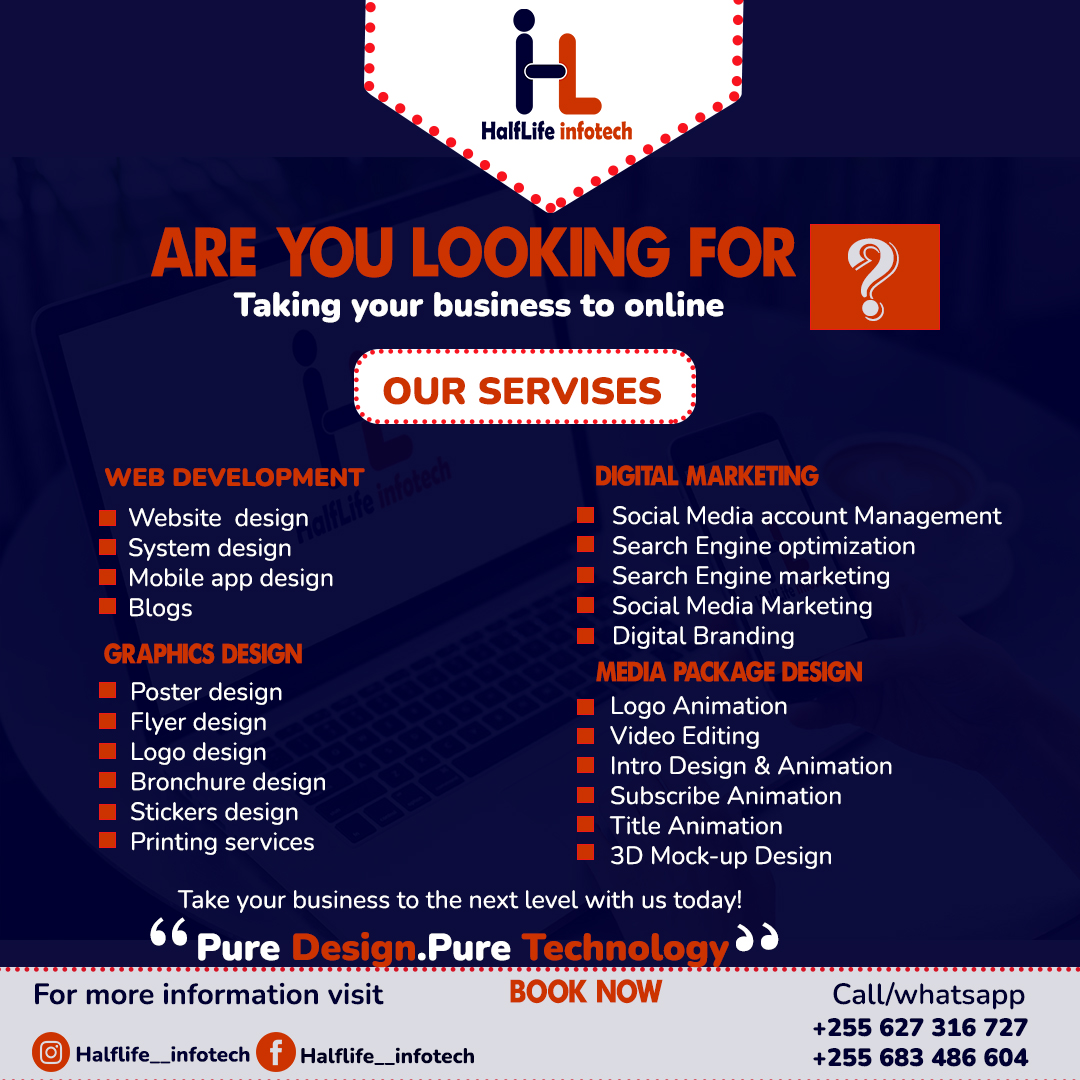 HalfLife infotech
ARE YOU LOOKING FOR ?
Taking your business to online
OUR SERVISES
WEB DEVELOPMENT
Website design
System design
Mobile app design
Blogs
GRAPHICS DESIGN
Poster design
Flyer design
Logo design
Bronchure design
Stickers design
Printing services
DIGITAL MARKETING
Social Media account Management
Search Engine optimization
Search Engine marketing
Social Media Marketing
Digital Branding
MEDIA PACKAGE DESIGN
Logo Animation
Video Editing
Intro Design & Animation
Subscribe Animation
Title Animation
3D Mock-up Design
HalfLife infotech
Take your business to the next level with us today!
“Pure Design.Pure Technology”
For more information visit
Halflife__infotech
Halflife__infotech
BOOK NOW
Call/whatsapp
+255 627 316 727
+255 683 486 604